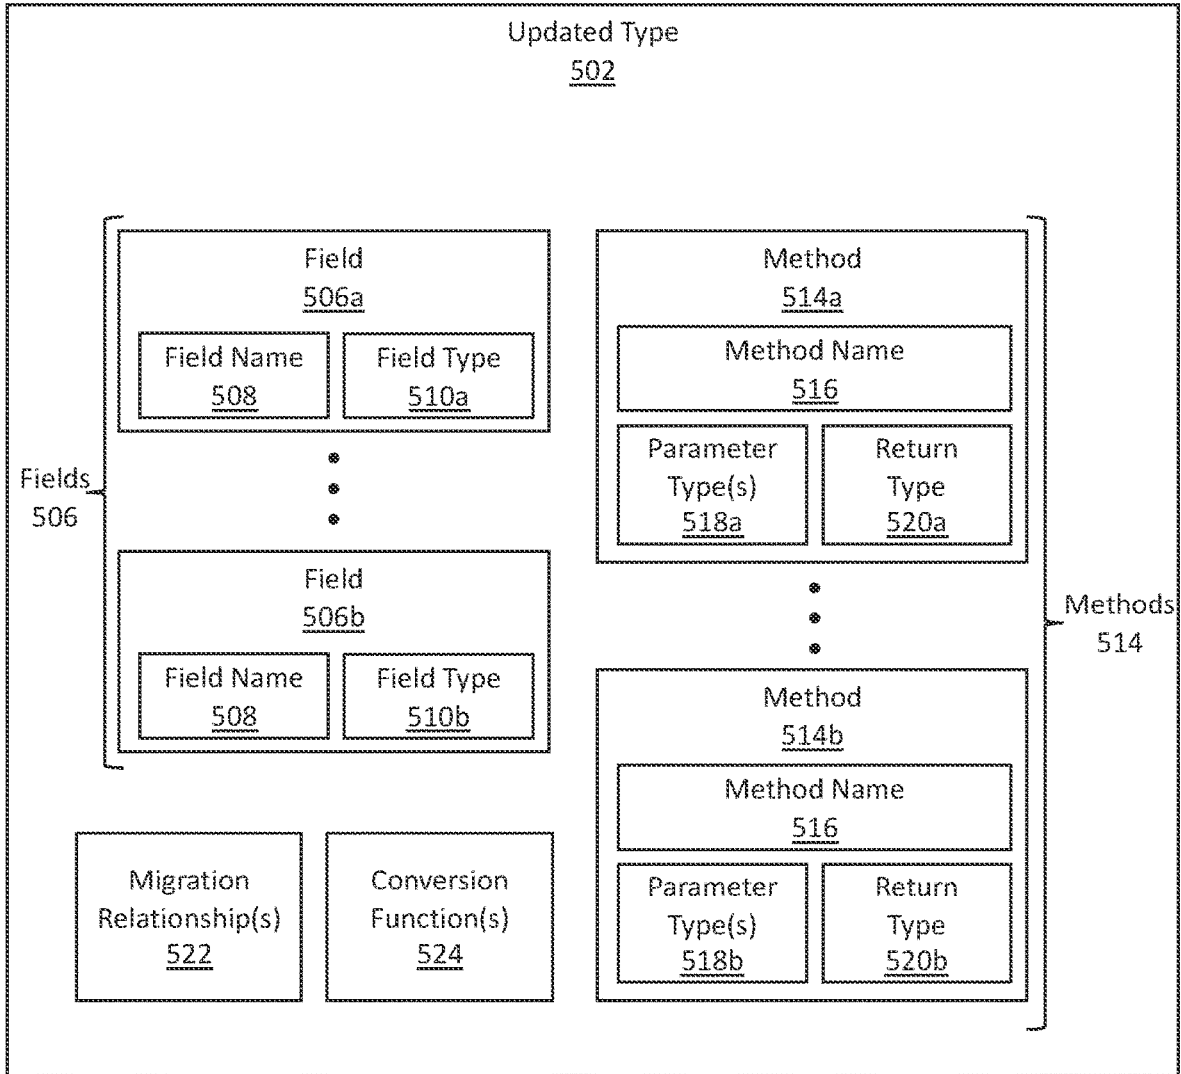 Updated Type
502
Fields
506
Field
506a
Field Name
508
Field Type
510a
Field
506b
Field Name
508
Field Type
510b
Migration
Relationship(s)
522
Conversion
Function(s)
524
Method
514a
Method Name
516
Parameter
Type(s)
518a
Return
Type
520a
Method
514b
Method Name
516
Parameter
Type(s)
518b
Return
Type
520b
Methods
514